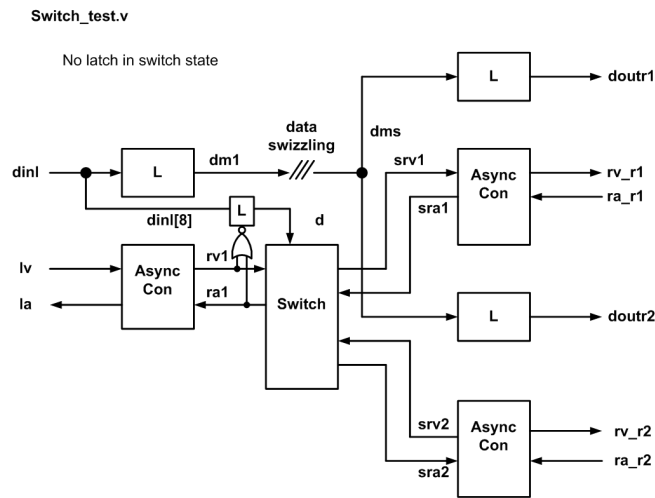 Switch_test.v
No latch in switch state
L
doutr1
data
swizzling
dms
dinl
L
dm1
srv1
Async
Con
rv_r1
ra_r1
sra1
dinl[8]
L
d
lv
la
Async
Con
rv1
ra1
Switch
L
doutr2
srv2
sra2
Async
Con
rv_r2
ra_r2